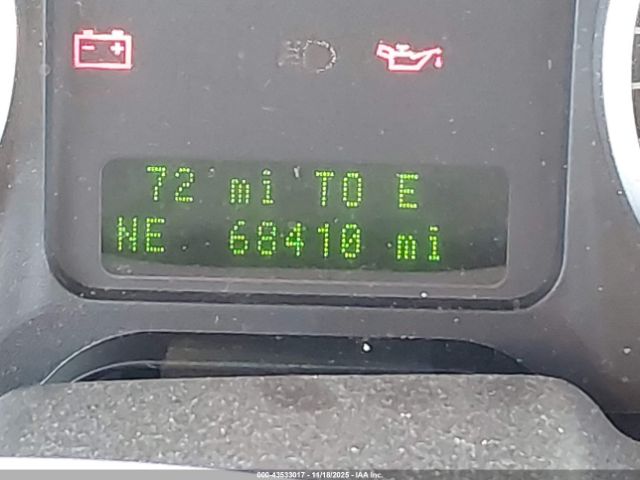 72 mi TO E
NE 68410 mi
000-43533017 - 11/18/2025 - IAA Inc.